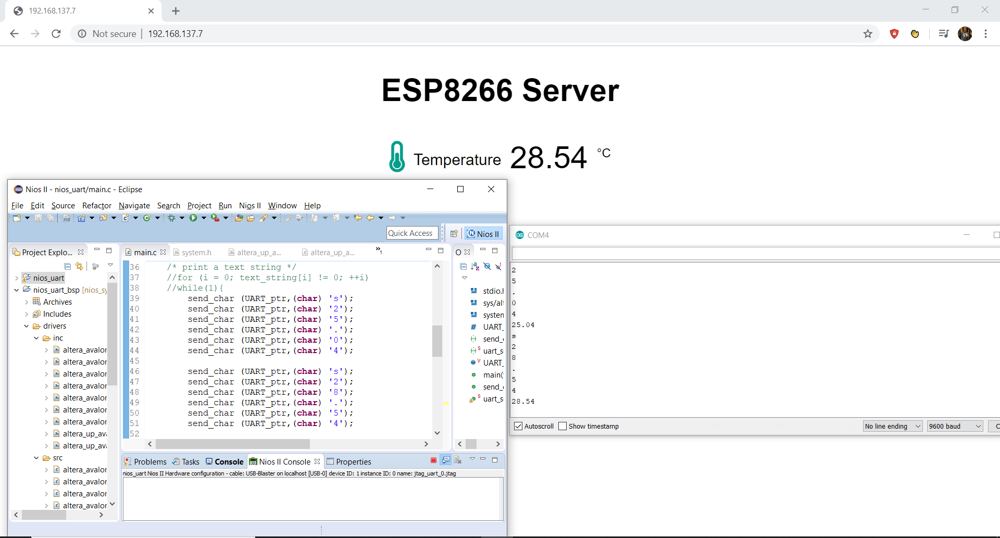 192.168.137.7
Not secure
192.168.137.7
ESP8266 Server
Temperature 28.54 °C
Nios II - nios_uart/main.c - Eclipse
File Edit Source Refactor Navigate Search Project Run Nios II Window Help
Quick Access
Nios II
Project Explo...
nios_uart
nios_uart_bsp [nios_sy
Archives
Includes
drivers
inc
altera_avalor
altera_avalor
altera_avalor
altera_avalor
altera_avalor
altera_avalor
altera_avalor
altera_up_ava
altera_up_ava
src
altera_avalor
altera_avalor
altera_avalor
altera_avalor
main.c system.h altera_up_a... altera_up_a... »1
36 /* print a text string */
37 //for (i = 0; text_string[i] != 0; ++i)
38 //while(1){
39 send_char (UART_ptr,(char) 's');
40 send_char (UART_ptr,(char) '2');
41 send_char (UART_ptr,(char) '5');
42 send_char (UART_ptr,(char) '.');
43 send_char (UART_ptr,(char) '0');
44 send_char (UART_ptr,(char) '4');
45
46 send_char (UART_ptr,(char) 's');
47 send_char (UART_ptr,(char) '2');
48 send_char (UART_ptr,(char) '8');
49 send_char (UART_ptr,(char) '.');
50 send_char (UART_ptr,(char) '5');
51 send_char (UART_ptr,(char) '4');
52
O
stdio.h
sys/alt
system
UART_
send_c
uart_s
UART_
main(
send_c
uart_s
Problems Tasks Console Nios II Console Properties
nios_uart Nios II Hardware configuration - cable: USB-Blaster on localhost [USB-0] device ID: 1 instance ID: 0 name: jtag_uart_0.jtag
COM4
2
5
.
0
4
25.04
s
2
8
.
5
4
28.54
Autoscroll Show timestamp No line ending 9600 baud C